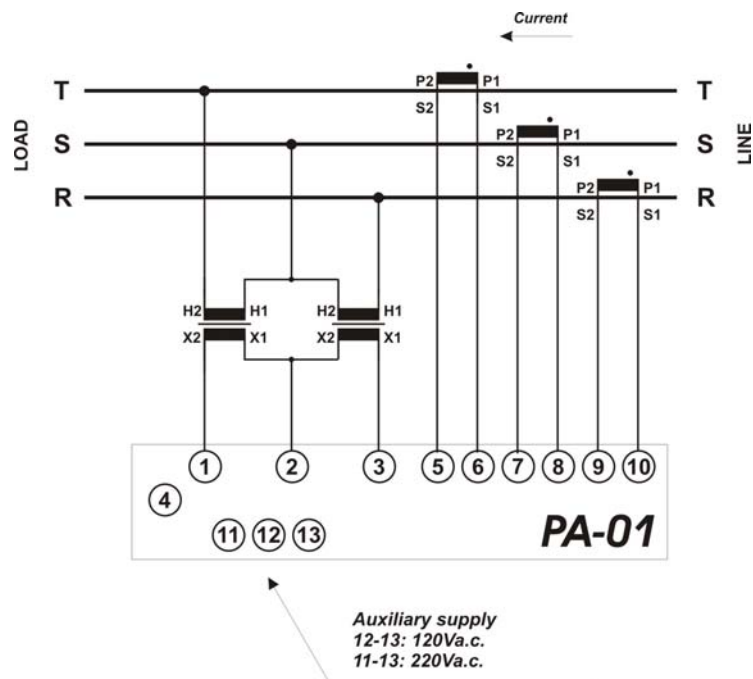 Current
T P2 P1 T
S2 S1
LOAD S P2 P1 S LINE
S2 S1
R P2 P1 R
S2 S1
H2 H1 H2 H1
X2 X1 X2 X1
1 2 3 5 6 7 8 9 10
4
11 12 13 PA-01
Auxiliary supply
12-13: 120Va.c.
11-13: 220Va.c.